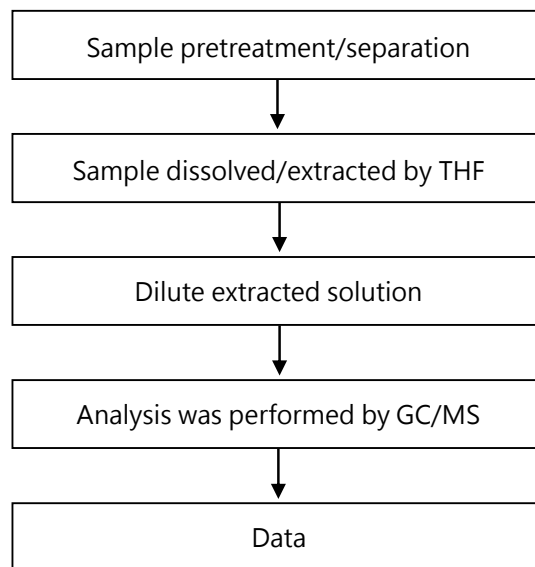 Sample pretreatment/separation
Sample dissolved/extracted by THF
Dilute extracted solution
Analysis was performed by GC/MS
Data